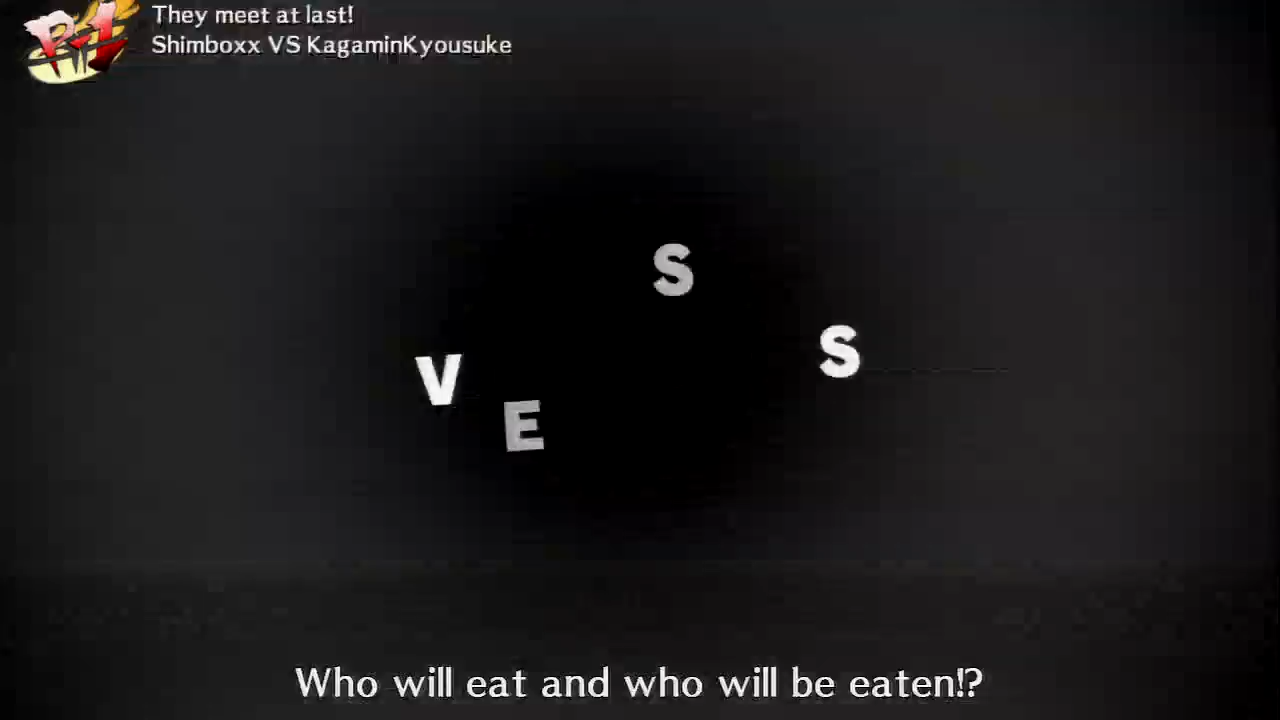 They meet at last!
Shimboxx VS KagaminKyousuke
S
S
V
E
Who will eat and who will be eaten!?